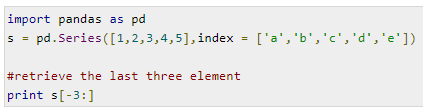 import pandas as pd
s = pd.Series([1,2,3,4,5],index = ['a','b','c','d','e'])
#retrieve the last three element
print s[-3:]